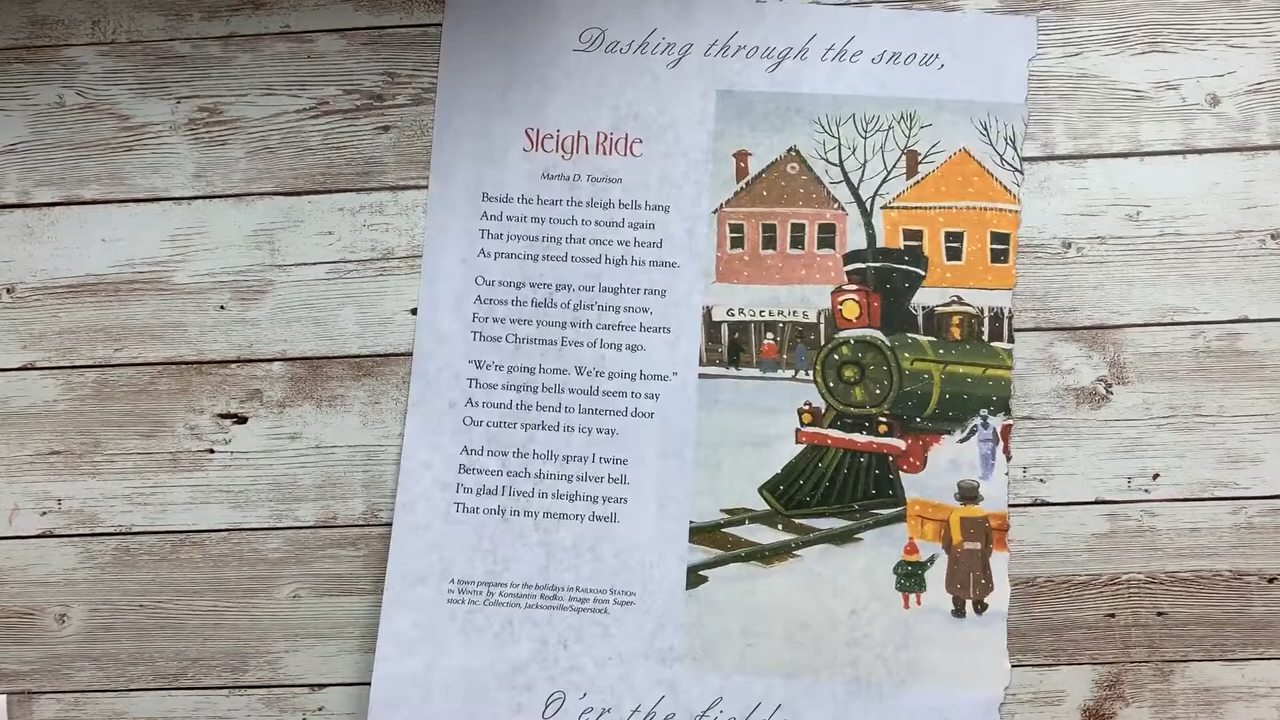 Dashing through the snow,
Sleigh Ride
Martha D. Tourison
Beside the heart the sleigh bells hang
And wait my touch to sound again
That joyous ring that once we heard
As prancing steed tossed high his mane.
Our songs were gay, our laughter rang
Across the fields of glist'ning snow,
For we were young with carefree hearts
Those Christmas Eves of long ago.
"We're going home. We're going home."
Those singing bells would seem to say
As round the bend to lanterned door
Our cutter sparked its icy way.
And now the holly spray I twine
Between each shining silver bell.
I'm glad I lived in sleighing years
That only in my memory dwell.
A town prepares for the holidays in RAILROAD STATION
IN WINTER by Konstantin Rodko. Image from Super-
stock Inc. Collection, Jacksonville/Superstock.
GROCERIES
O'er the fields